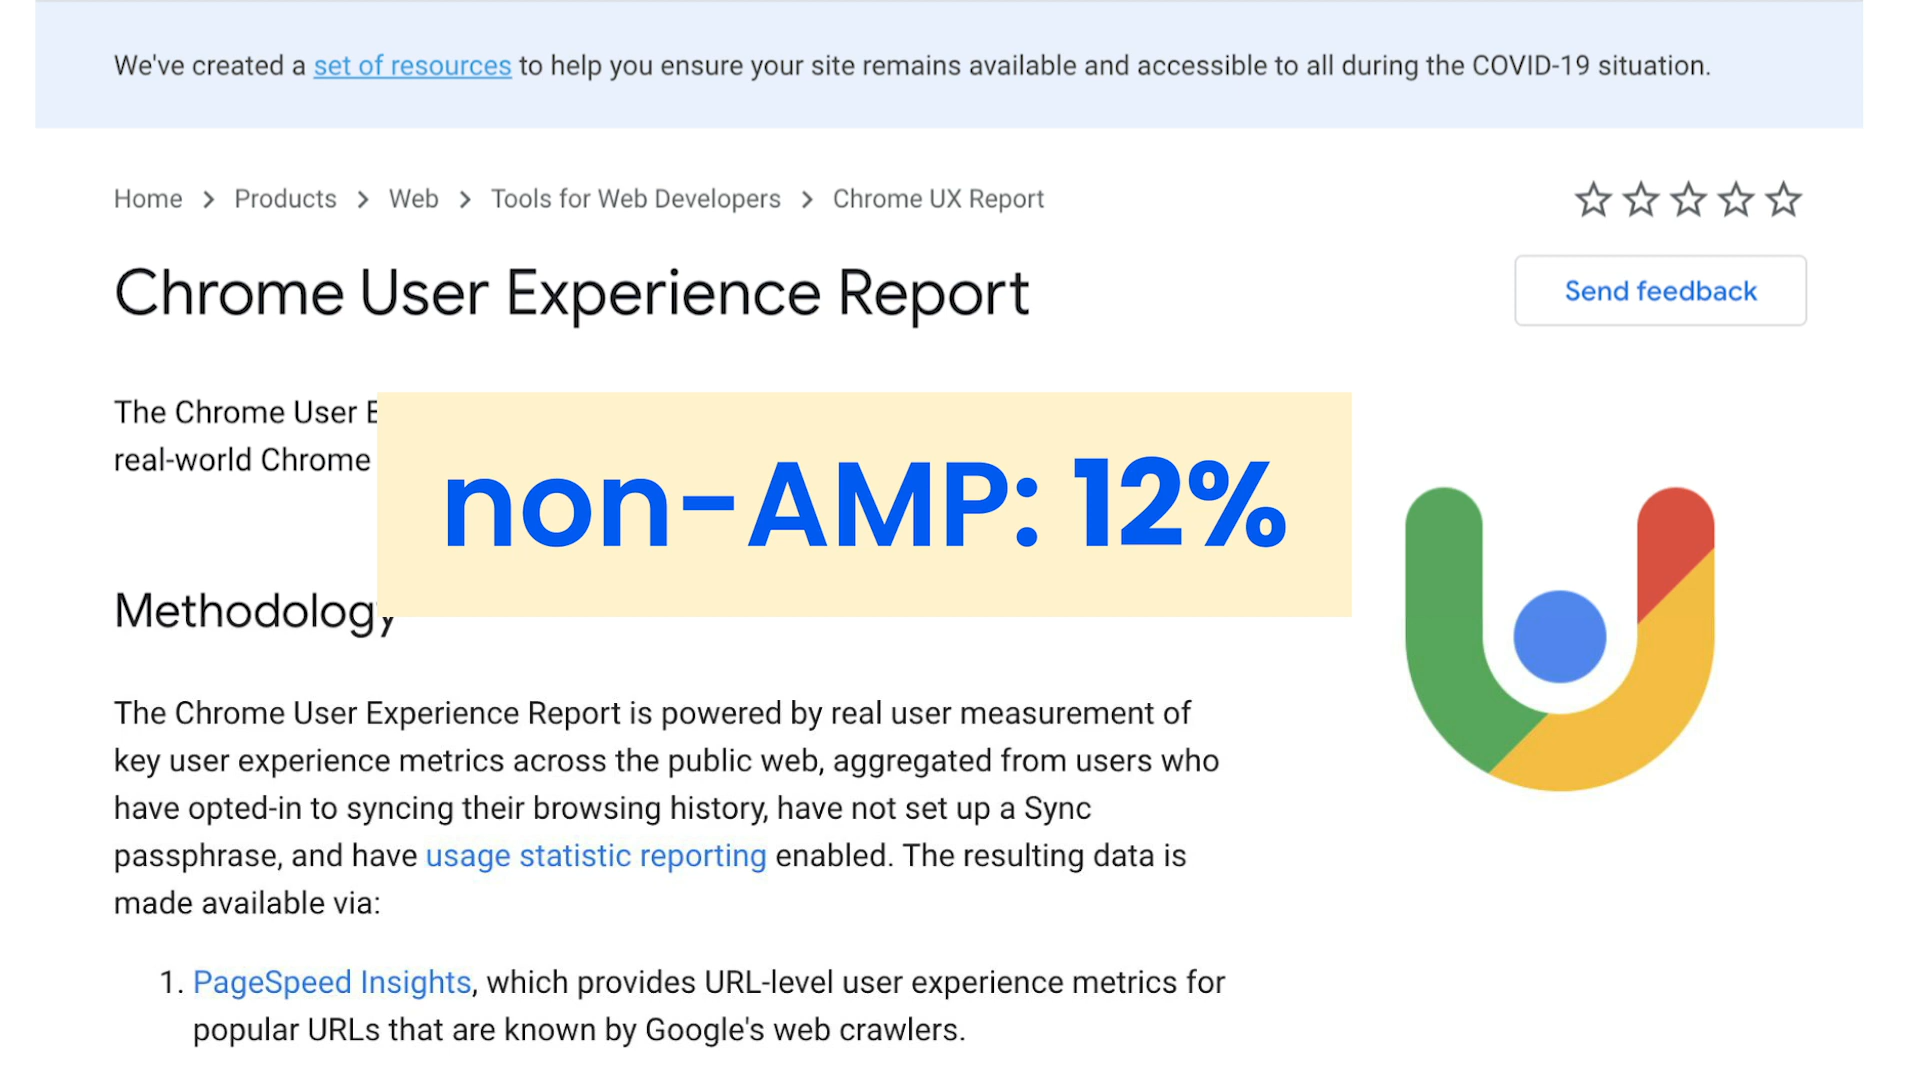 We've created a set of resources to help you ensure your site remains available and accessible to all during the COVID-19 situation.
Home > Products > Web > Tools for Web Developers > Chrome UX Report
Chrome User Experience Report
Send feedback
The Chrome User
real-world Chrome
non-AMP: 12%
Methodology
The Chrome User Experience Report is powered by real user measurement of
key user experience metrics across the public web, aggregated from users who
have opted-in to syncing their browsing history, have not set up a Sync
passphrase, and have usage statistic reporting enabled. The resulting data is
made available via:
1. PageSpeed Insights, which provides URL-level user experience metrics for
popular URLs that are known by Google's web crawlers.